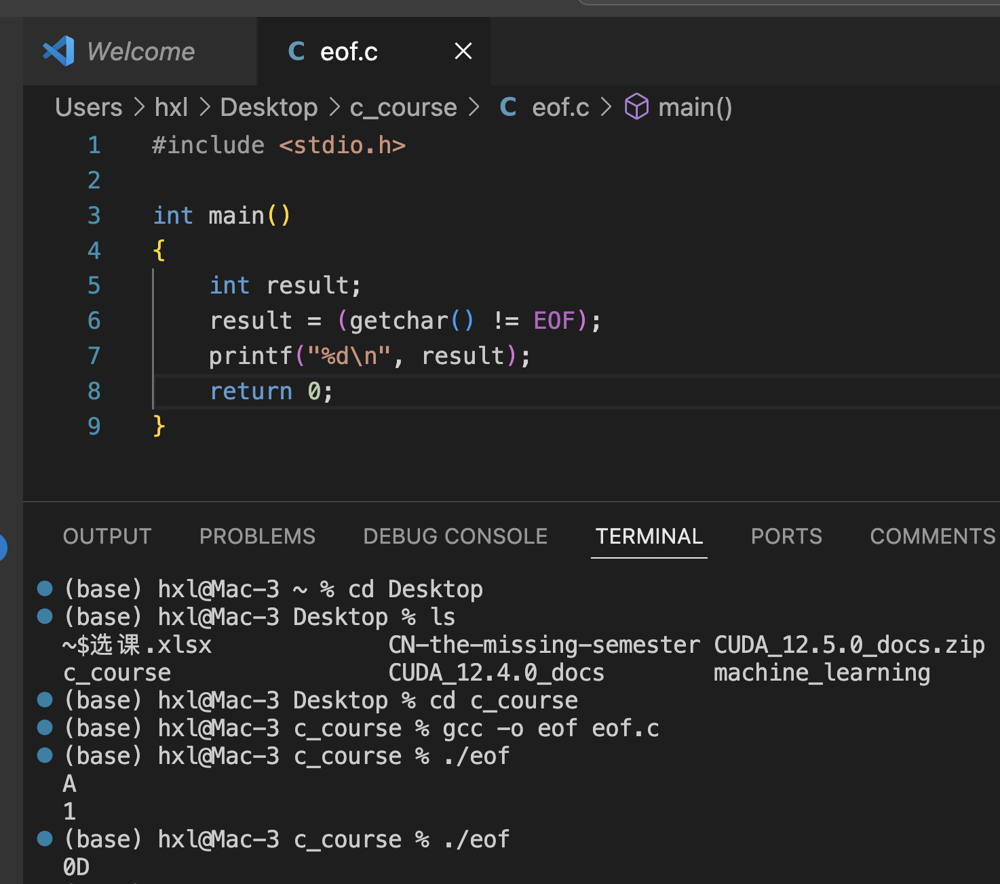 Welcome eof.c
Users > hxl > Desktop > c_course > C eof.c > main()
1 #include <stdio.h>
2
3 int main()
4 {
5 int result;
6 result = (getchar() != EOF);
7 printf("%d\n", result);
8 return 0;
9 }
OUTPUT PROBLEMS DEBUG CONSOLE TERMINAL PORTS COMMENTS
(base) hxl@Mac-3 ~ % cd Desktop
(base) hxl@Mac-3 Desktop % ls
~$选课.xlsx CN-the-missing-semester CUDA_12.5.0_docs.zip
c_course CUDA_12.4.0_docs machine_learning
(base) hxl@Mac-3 Desktop % cd c_course
(base) hxl@Mac-3 c_course % gcc -o eof eof.c
(base) hxl@Mac-3 c_course % ./eof
A
1
(base) hxl@Mac-3 c_course % ./eof
0D